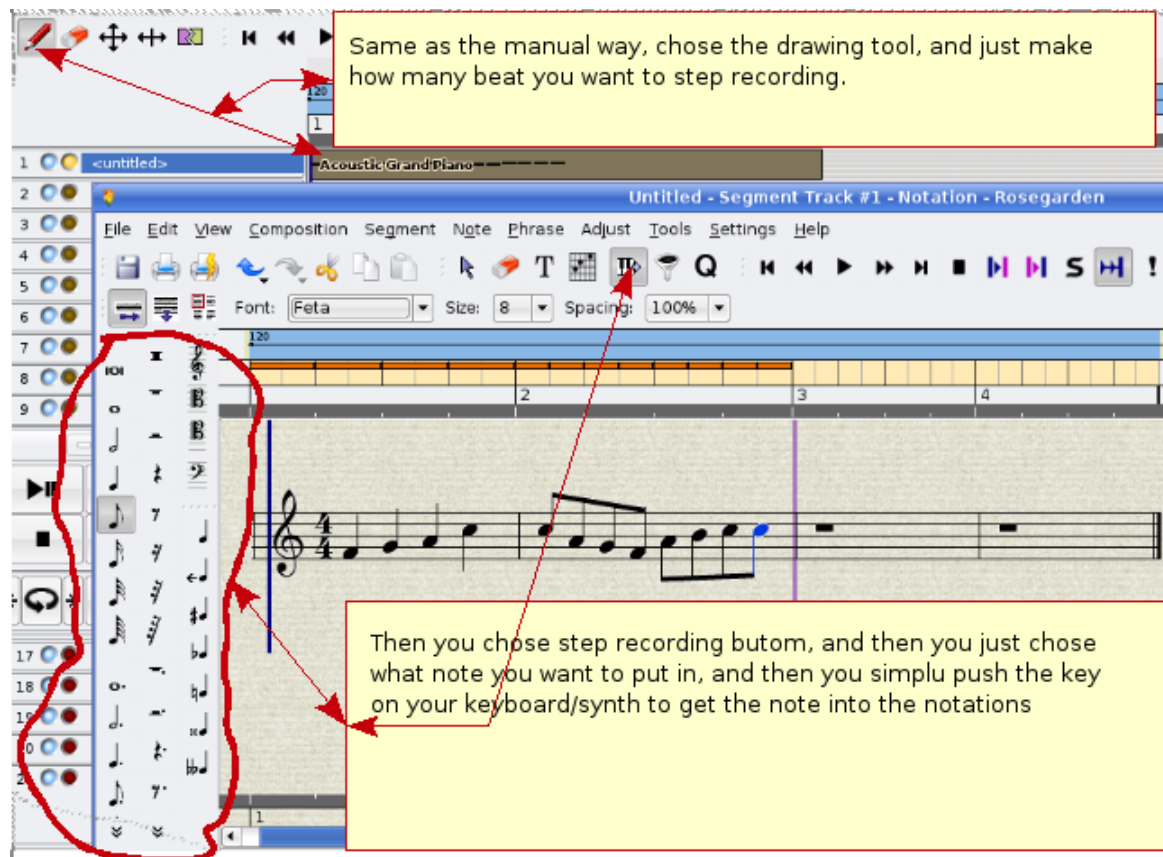 Same as the manual way, chose the drawing tool, and just make
how many beat you want to step recording.
120
1
1 <untitled> Acoustic Grand Piano
2
Untitled - Segment Track #1 - Notation - Rosegarden
3
File Edit View Composition Segment Note Phrase Adjust Tools Settings Help
4
T Q S !
5
6
Font: Feta Size: 8 Spacing: 100%
7
120
8
2 3 4
9
4
4
Then you chose step recording butom, and then you just chose
what note you want to put in, and then you simplu push the key
on your keyboard/synth to get the note into the notations
17
18
1